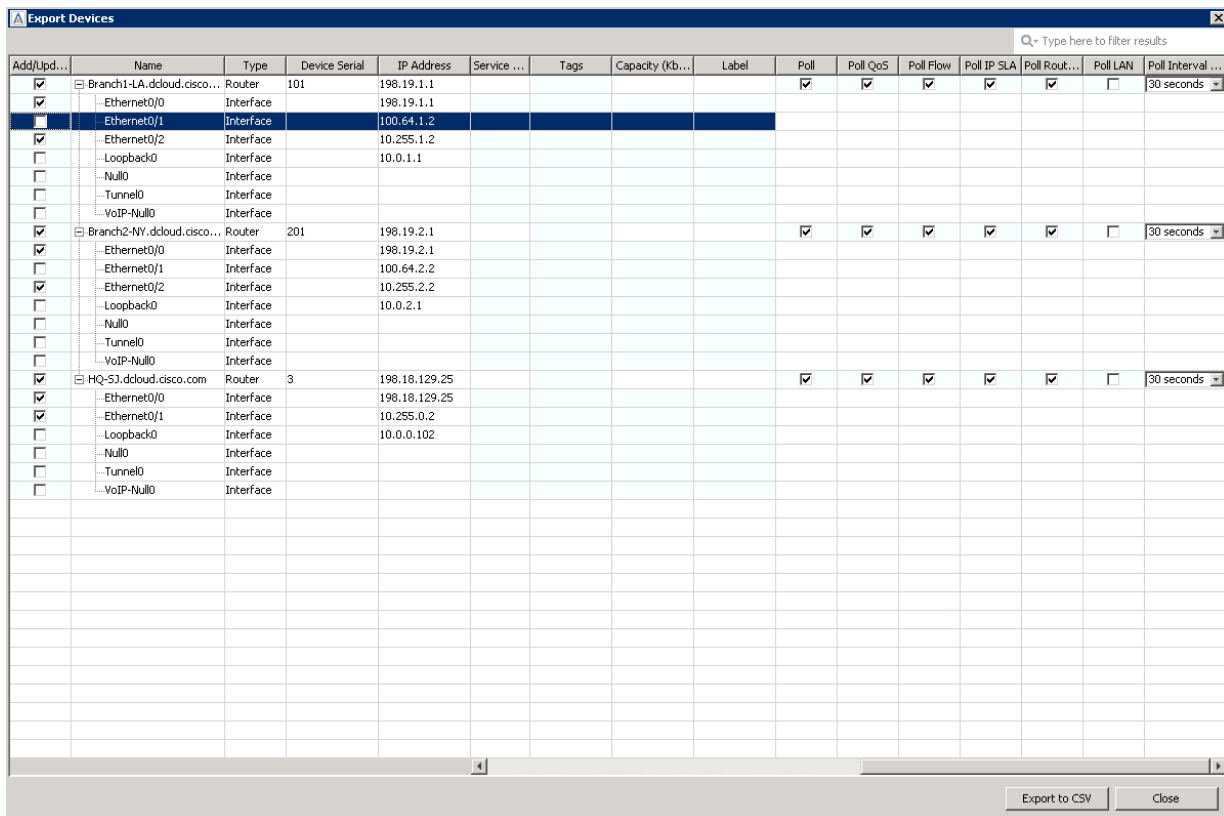 Export Devices
Type here to filter results
Add/Upd... Name Type Device Serial IP Address Service ... Tags Capacity (Kb... Label Poll Poll QoS Poll Flow Poll IP SLA Poll Rout... Poll LAN Poll Interval ...
Branch1-LA.dcloud.cisco... Router 101 198.19.1.1 30 seconds
Ethernet0/0 Interface 198.19.1.1
Ethernet0/1 Interface 100.64.1.2
Ethernet0/2 Interface 10.255.1.2
Loopback0 Interface 10.0.1.1
Null0 Interface
Tunnel0 Interface
VoIP-Null0 Interface
Branch2-NY.dcloud.cisco... Router 201 198.19.2.1 30 seconds
Ethernet0/0 Interface 198.19.2.1
Ethernet0/1 Interface 100.64.2.2
Ethernet0/2 Interface 10.255.2.2
Loopback0 Interface 10.0.2.1
Null0 Interface
Tunnel0 Interface
VoIP-Null0 Interface
HQ-SJ.dcloud.cisco.com Router 3 198.18.129.25 30 seconds
Ethernet0/0 Interface 198.18.129.25
Ethernet0/1 Interface 10.255.0.2
Loopback0 Interface 10.0.0.102
Null0 Interface
Tunnel0 Interface
VoIP-Null0 Interface
Export to CSV Close